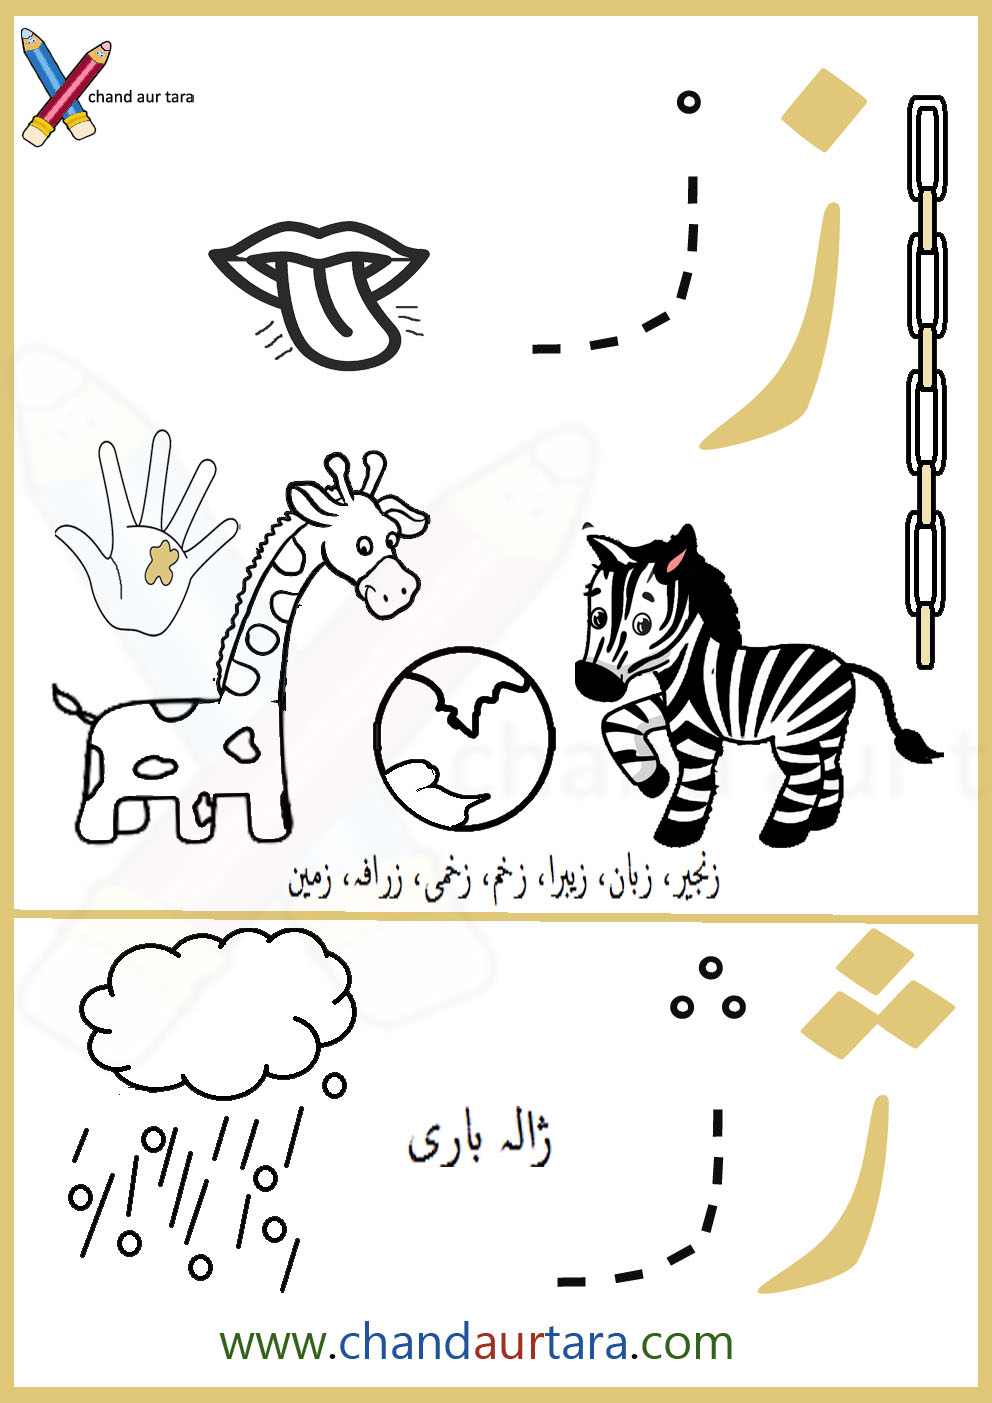 chand aur tara
ز
زنجیر، زبان، زیبرا، زخم، زخمی، زرافہ، زمین
ژ
ژالہ باری
www.chandaurtara.com